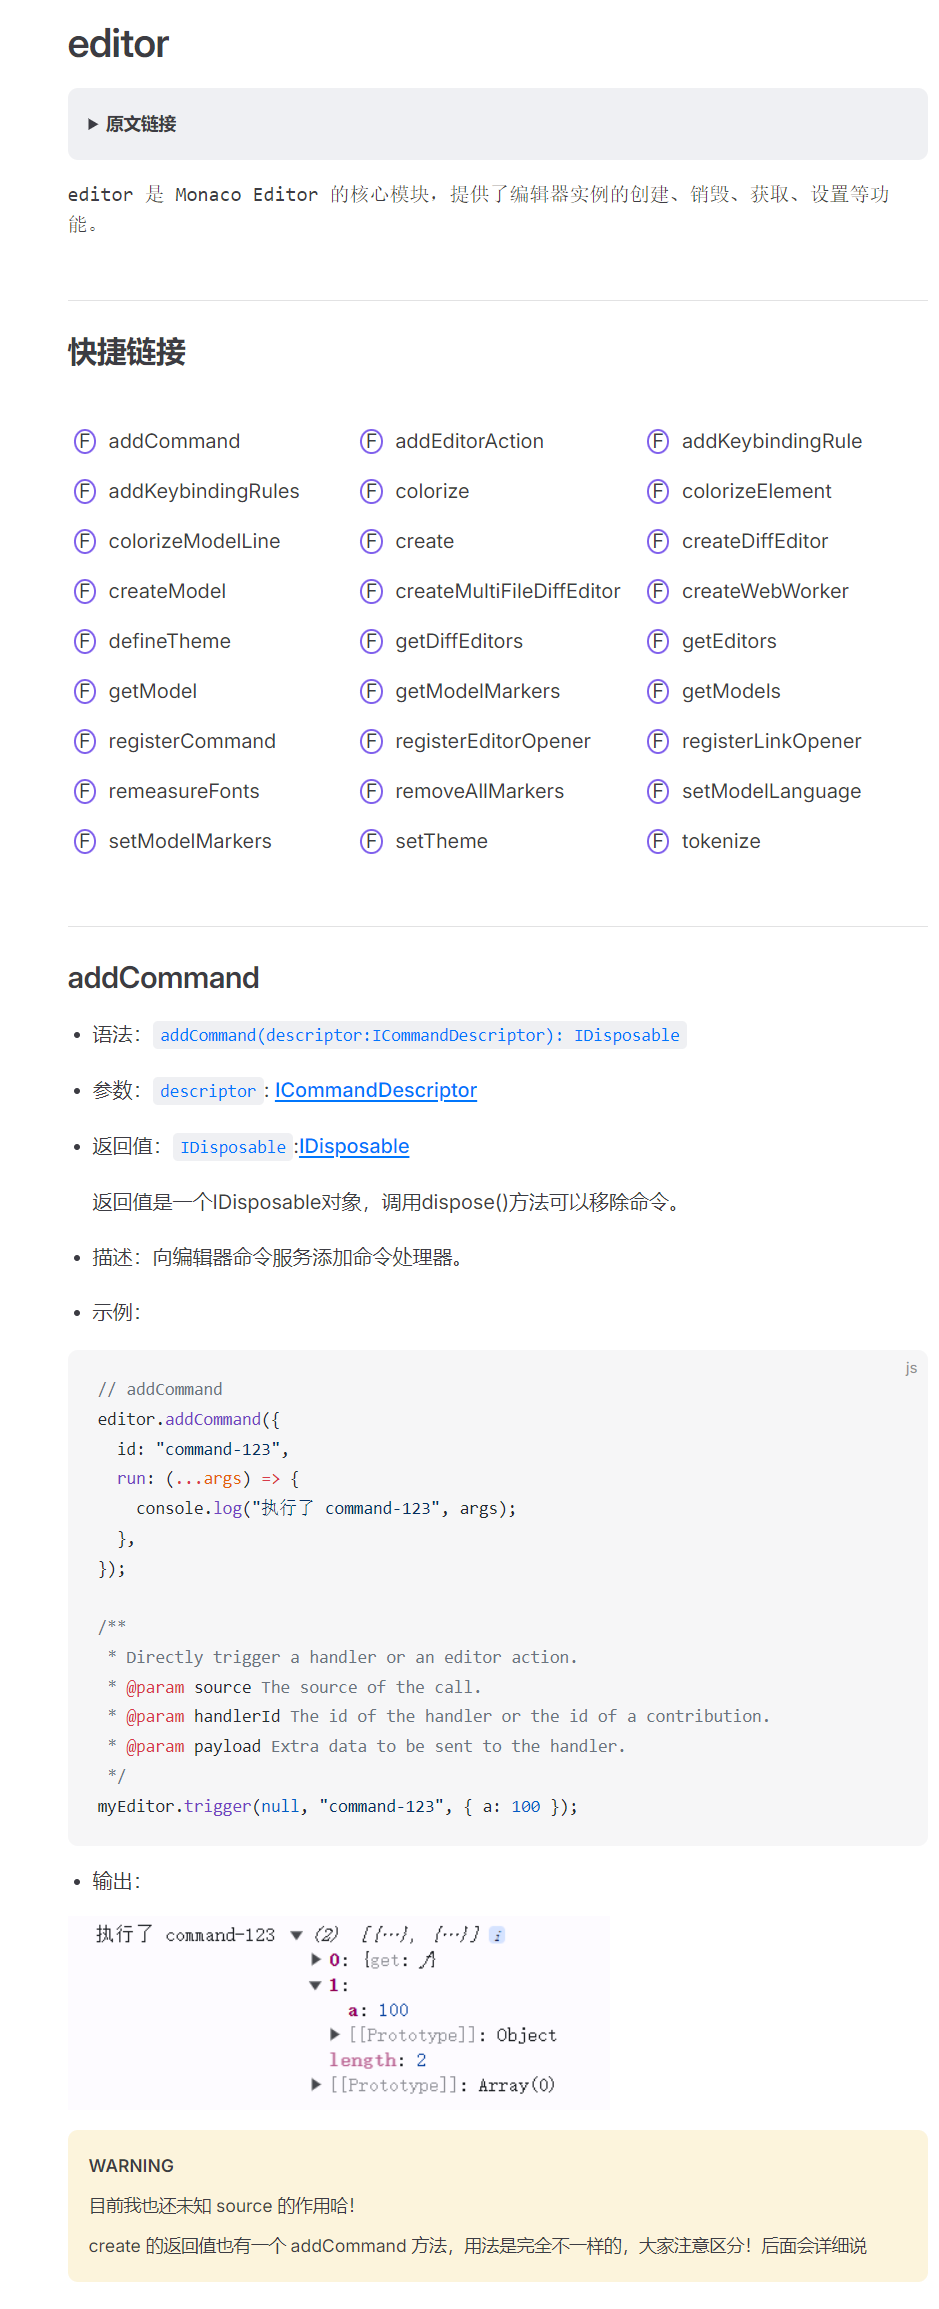 editor
▶ 原文链接
editor 是 Monaco Editor 的核心模块，提供了编辑器实例的创建、销毁、获取、设置等功
能。
快捷链接
F addCommand F addEditorAction F addKeybindingRule
F addKeybindingRules F colorize F colorizeElement
F colorizeModelLine F create F createDiffEditor
F createModel F createMultiFileDiffEditor F createWebWorker
F defineTheme F getDiffEditors F getEditors
F getModel F getModelMarkers F getModels
F registerCommand F registerEditorOpener F registerLinkOpener
F remeasureFonts F removeAllMarkers F setModelLanguage
F setModelMarkers F setTheme F tokenize
addCommand
• 语法：addCommand(descriptor:ICommandDescriptor): IDisposable
• 参数：descriptor: ICommandDescriptor
• 返回值：IDisposable:IDisposable
返回值是一个IDisposable对象，调用dispose()方法可以移除命令。
• 描述：向编辑器命令服务添加命令处理器。
• 示例：
js
// addCommand
editor.addCommand({
  id: "command-123",
  run: (...args) => {
    console.log("执行了 command-123", args);
  },
});
/**
 * Directly trigger a handler or an editor action.
 * @param source The source of the call.
 * @param handlerId The id of the handler or the id of a contribution.
 * @param payload Extra data to be sent to the handler.
 */
myEditor.trigger(null, "command-123", { a: 100 });
• 输出：
执行了 command-123 ▼ (2) [{…}, {…}] i
▶ 0: {get: ƒ}
▼ 1:
a: 100
▶ [[Prototype]]: Object
length: 2
▶ [[Prototype]]: Array(0)
WARNING
目前我也还未知 source 的作用哈！
create 的返回值也有一个 addCommand 方法，用法是完全不一样的，大家注意区分！后面会详细说